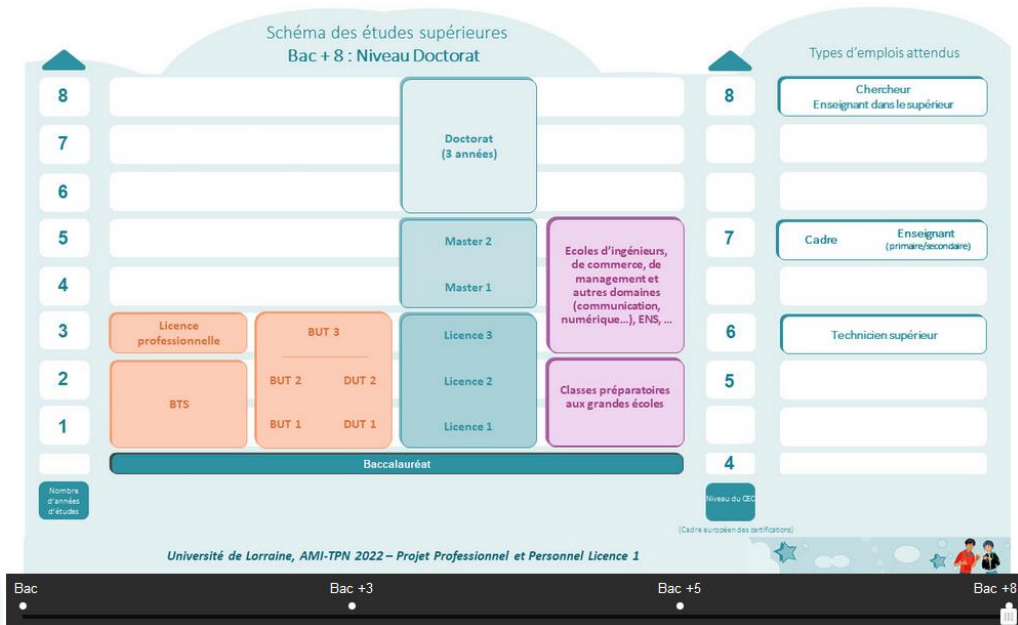 Schéma des études supérieures
Bac + 8 : Niveau Doctorat
Types d'emplois attendus
8
8
Chercheur
Enseignant dans le supérieur
7
Doctorat
(3 années)
6
5
Master 2
Ecoles d'ingénieurs,
de commerce, de
management et
autres domaines
(communication,
numérique...), ENS, ...
7
Cadre
Enseignant
(primaire/secondaire)
4
Master 1
3
Licence
professionnelle
BUT 3
Licence 3
6
Technicien supérieur
2
BTS
BUT 2 DUT 2
Licence 2
Classes préparatoires
aux grandes écoles
5
1
BUT 1 DUT 1
Licence 1
Baccalauréat
4
Nombre
d'années
d'études
Niveau du CEC
(Cadre européen des certifications)
Université de Lorraine, AMI-TPN 2022 – Projet Professionnel et Personnel Licence 1
Bac Bac +3 Bac +5 Bac +8